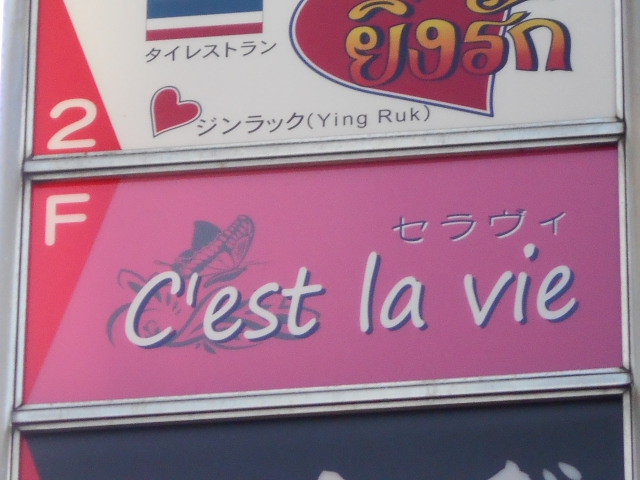 タイレストラン
ยิ่งรัก
ジンラック(Ying Ruk)
2
F
セラヴィ
C'est la vie